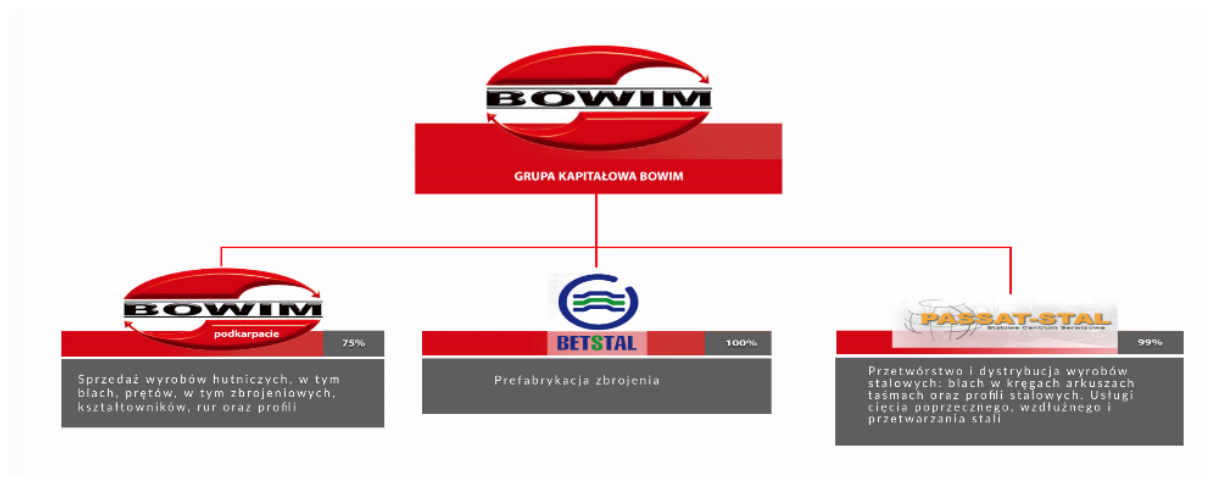 BOWIM
GRUPA KAPITAŁOWA BOWIM
BOWIM
podkarpacie
75%
Sprzedaż wyrobów hutniczych, w tym
blach, prętów, w tym zbrojeniowych,
kształtowników, rur oraz profili
BETSTAL
100%
Prefabrykacja zbrojenia
PASSAT-STAL
Stalowe Centrum Serwisowe
99%
Przetwórstwo i dystrybucja wyrobów
stalowych: blach w kręgach arkuszach
taśmach oraz profili stalowych. Usługi
cięcia poprzecznego, wzdłużnego i
przetwarzania stali